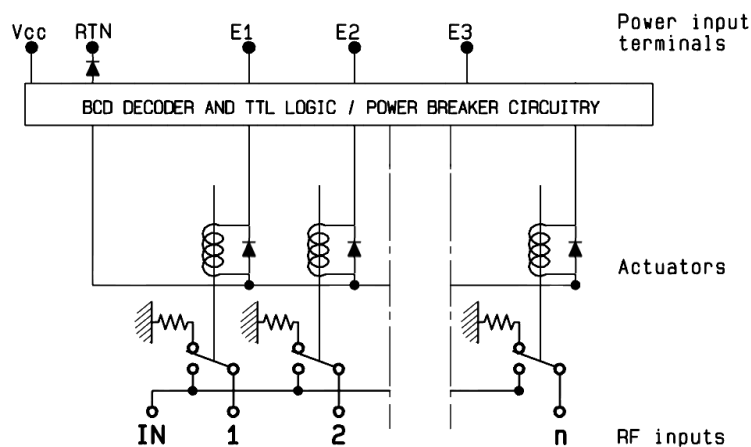 Vcc RTN E1 E2 E3 Power input
terminals
BCD DECODER AND TTL LOGIC / POWER BREAKER CIRCUITRY
Actuators
IN 1 2 n RF inputs